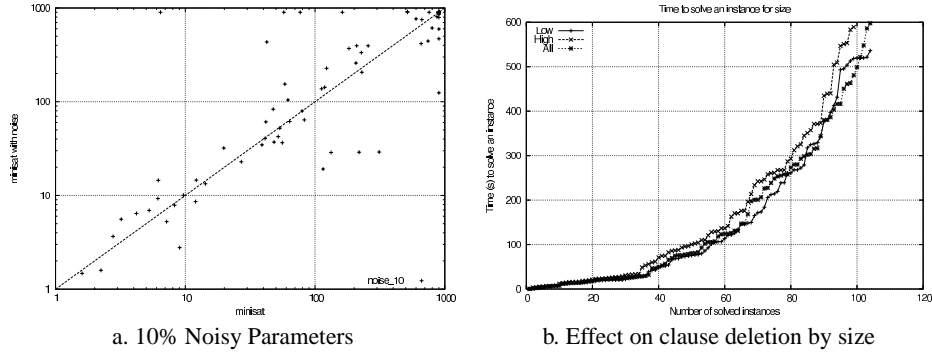 1000
100
10
1
1
10
100
1000
minisat with noise
minisat
noise_10
a. 10% Noisy Parameters
Time to solve an instance for size
Low
High
All
600
500
400
300
200
100
0
0
20
40
60
80
100
120
Time (s) to solve an instance
Number of solved instances
b. Effect on clause deletion by size